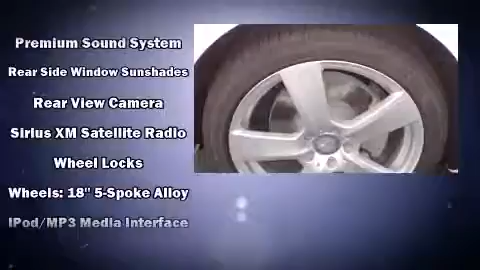 Premium Sound System
Rear Side Window Sunshades
Rear View Camera
Sirius XM Satellite Radio
Wheel Locks
Wheels: 18" 5-Spoke Alloy
IPod/MP3 Media Interface